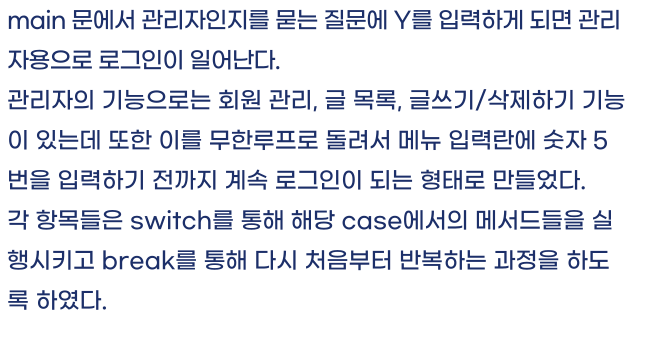 main 문에서 관리자인지를 묻는 질문에 Y를 입력하게 되면 관리
자용으로 로그인이 일어난다.
관리자의 기능으로는 회원 관리, 글 목록, 글쓰기/삭제하기 기능
이 있는데 또한 이를 무한루프로 돌려서 메뉴 입력란에 숫자 5
번을 입력하기 전까지 계속 로그인이 되는 형태로 만들었다.
각 항목들은 switch를 통해 해당 case에서의 메서드들을 실
행시키고 break를 통해 다시 처음부터 반복하는 과정을 하도
록 하였다.